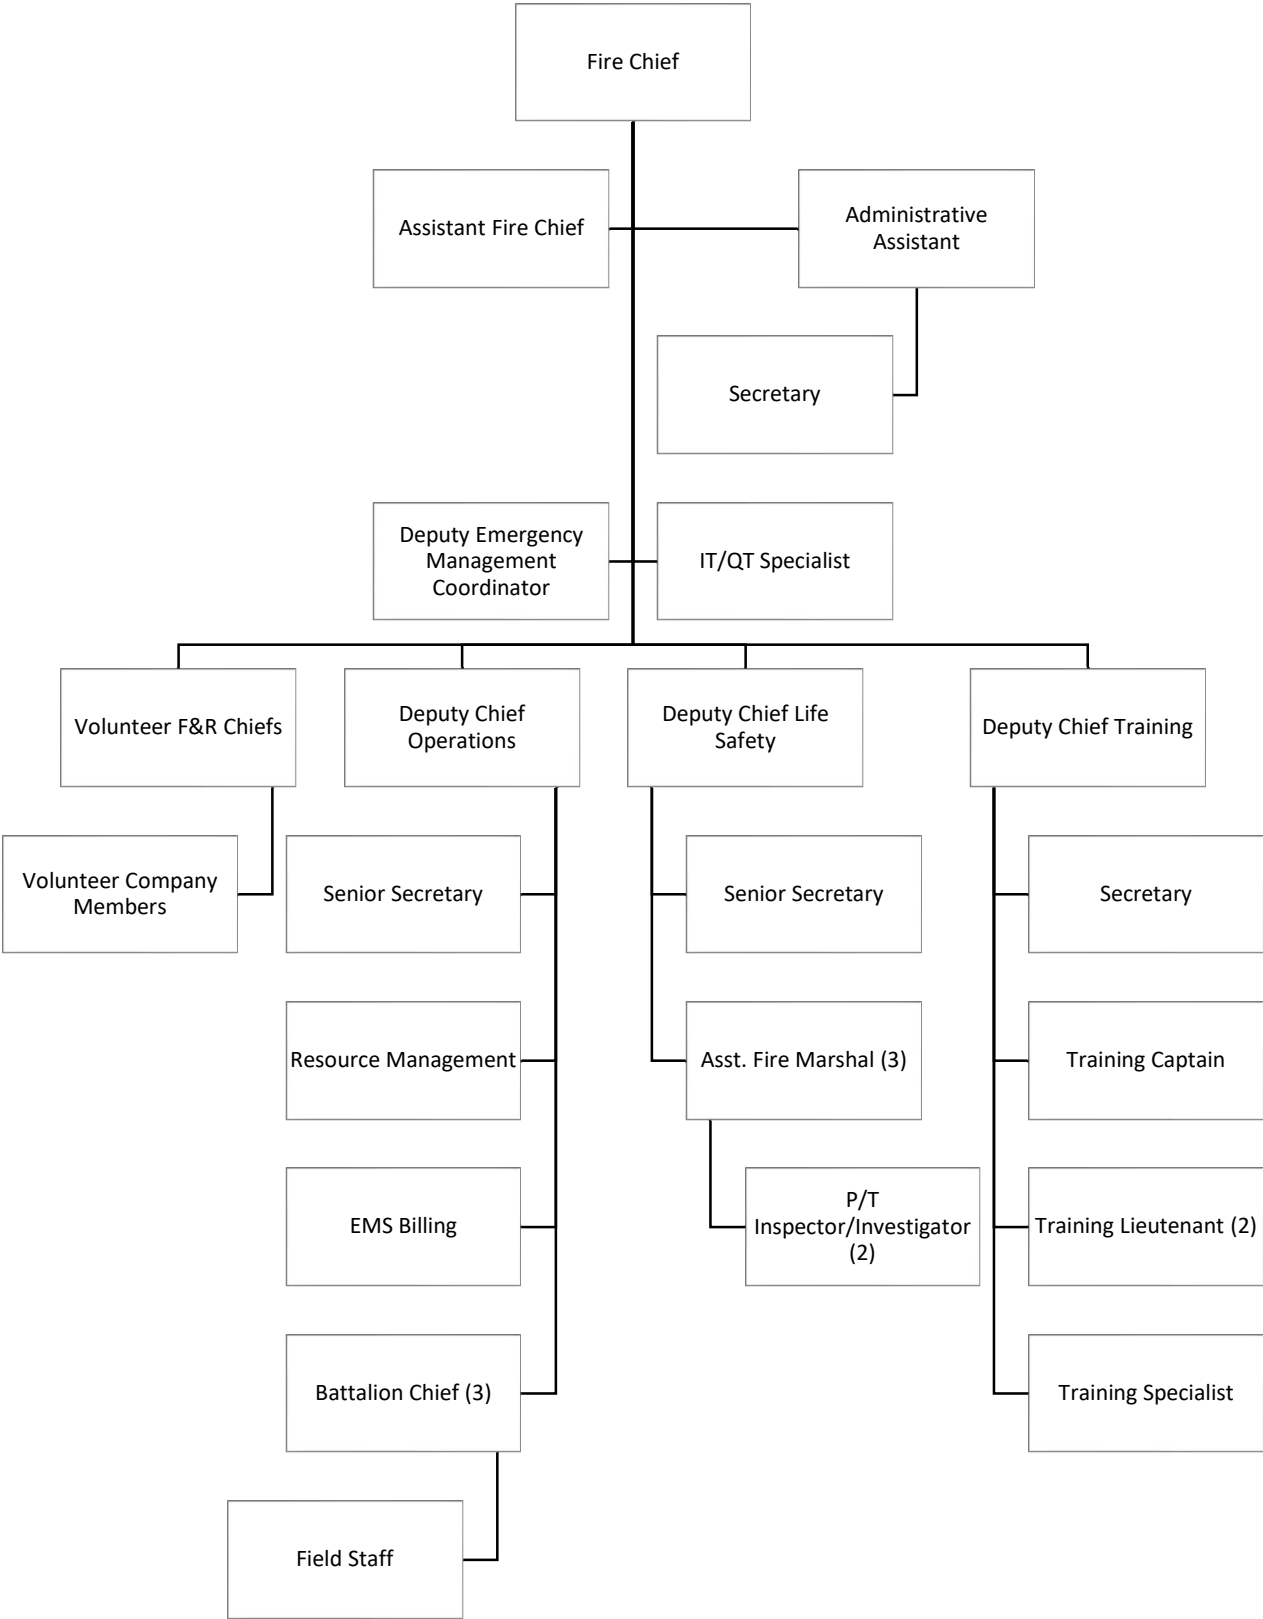 Fire Chief
Assistant Fire Chief
Administrative
Assistant
Secretary
Deputy Emergency
Management
Coordinator
IT/QT Specialist
Volunteer F&R Chiefs
Deputy Chief
Operations
Deputy Chief Life
Safety
Deputy Chief Training
Volunteer Company
Members
Senior Secretary
Senior Secretary
Secretary
Resource Management
Asst. Fire Marshal (3)
Training Captain
EMS Billing
P/T
Inspector/Investigator
(2)
Training Lieutenant (2)
Battalion Chief (3)
Training Specialist
Field Staff